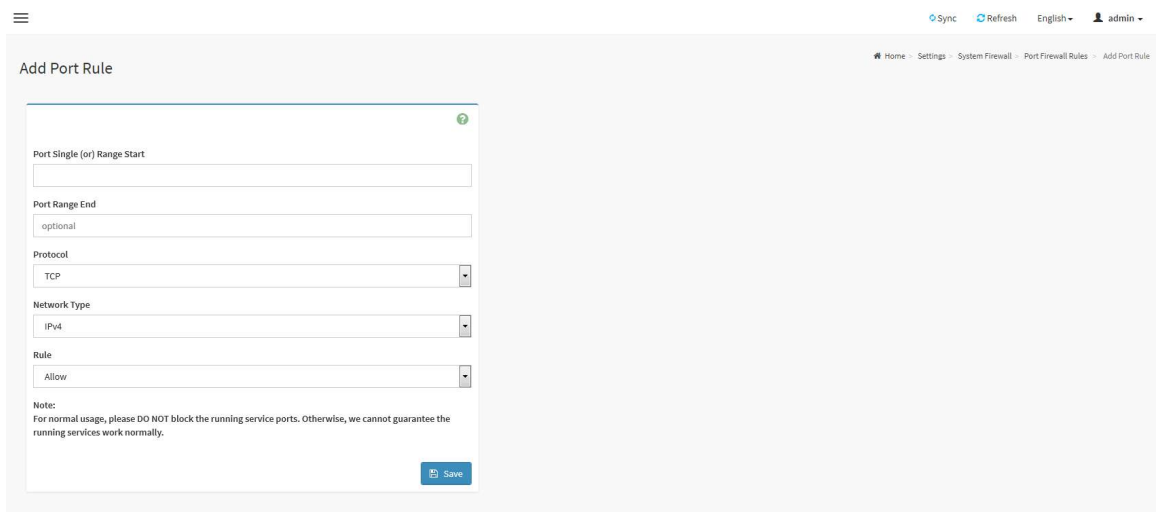 Sync Refresh English admin
Add Port Rule
Home > Settings > System Firewall > Port Firewall Rules > Add Port Rule
Port Single (or) Range Start
Port Range End
optional
Protocol
TCP
Network Type
IPv4
Rule
Allow
Note:
For normal usage, please DO NOT block the running service ports. Otherwise, we cannot guarantee the
running services work normally.
Save